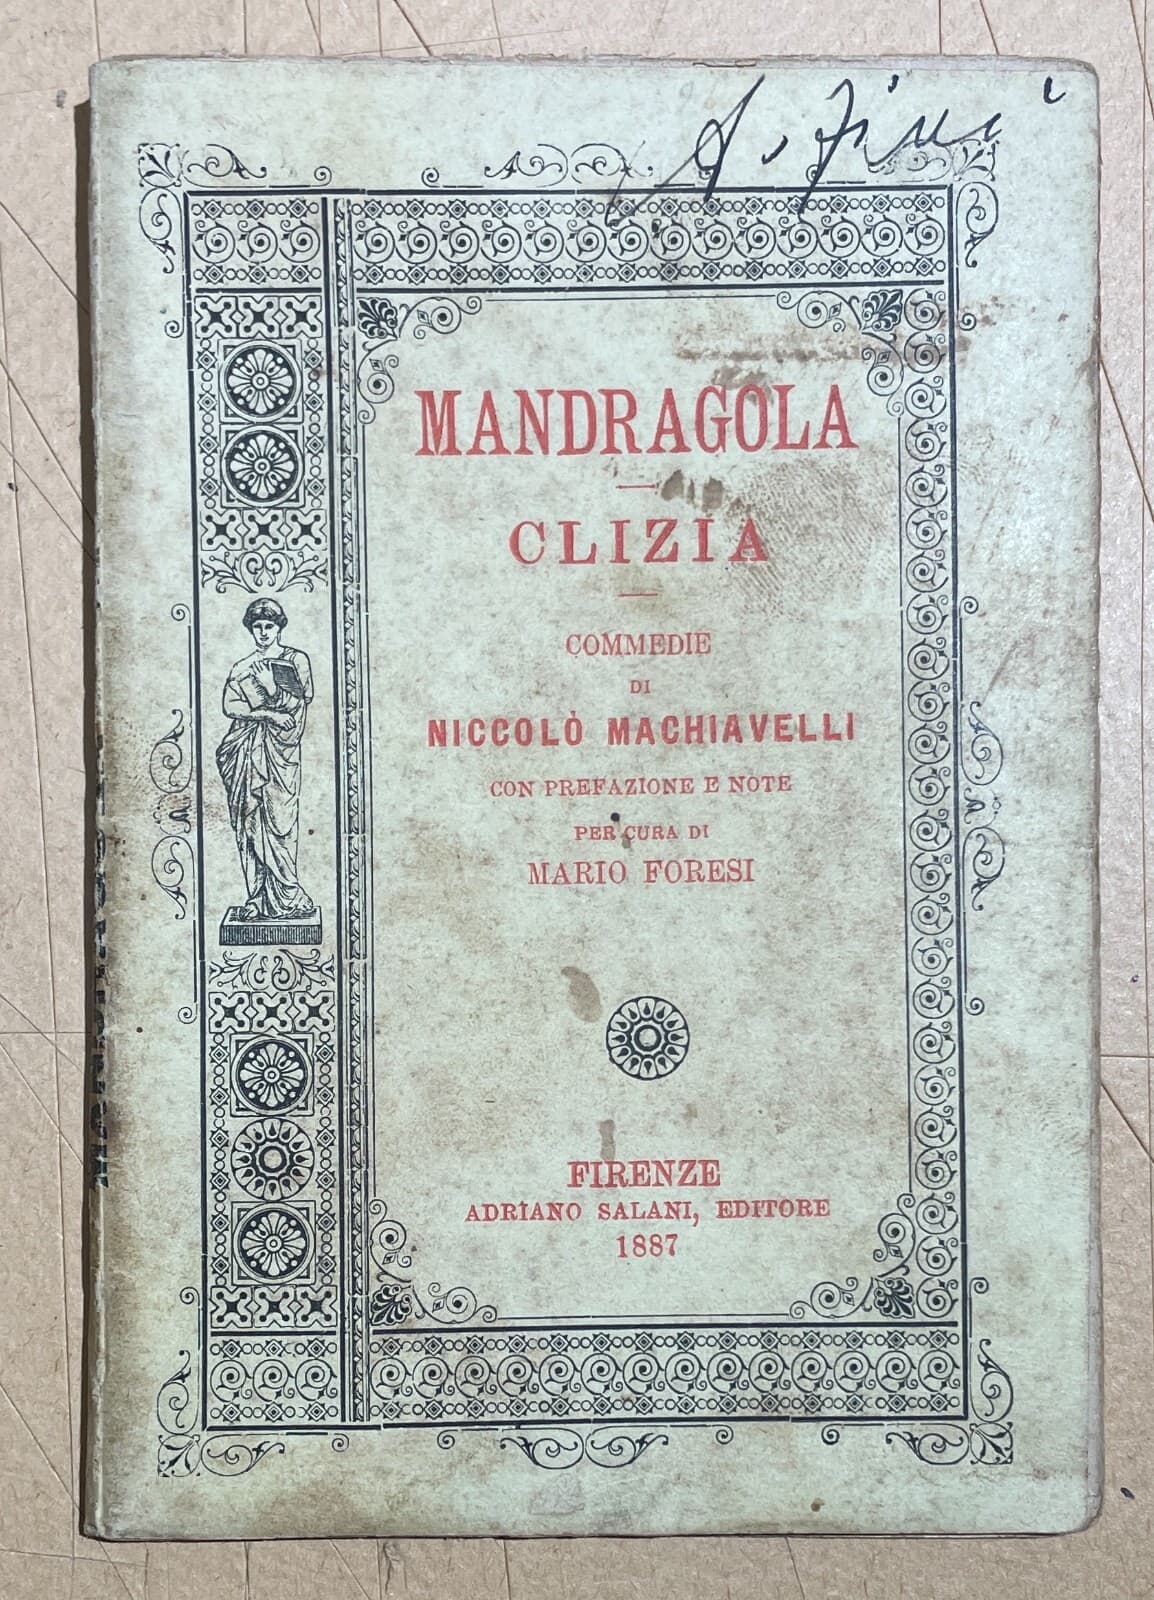 MANDRAGOLA
CLIZIA
COMMEDIE
DI
NICCOLÒ MACHIAVELLI
CON PREFAZIONE E NOTE
PER CURA DI
MARIO FORESI
FIRENZE
ADRIANO SALANI, EDITORE
1887